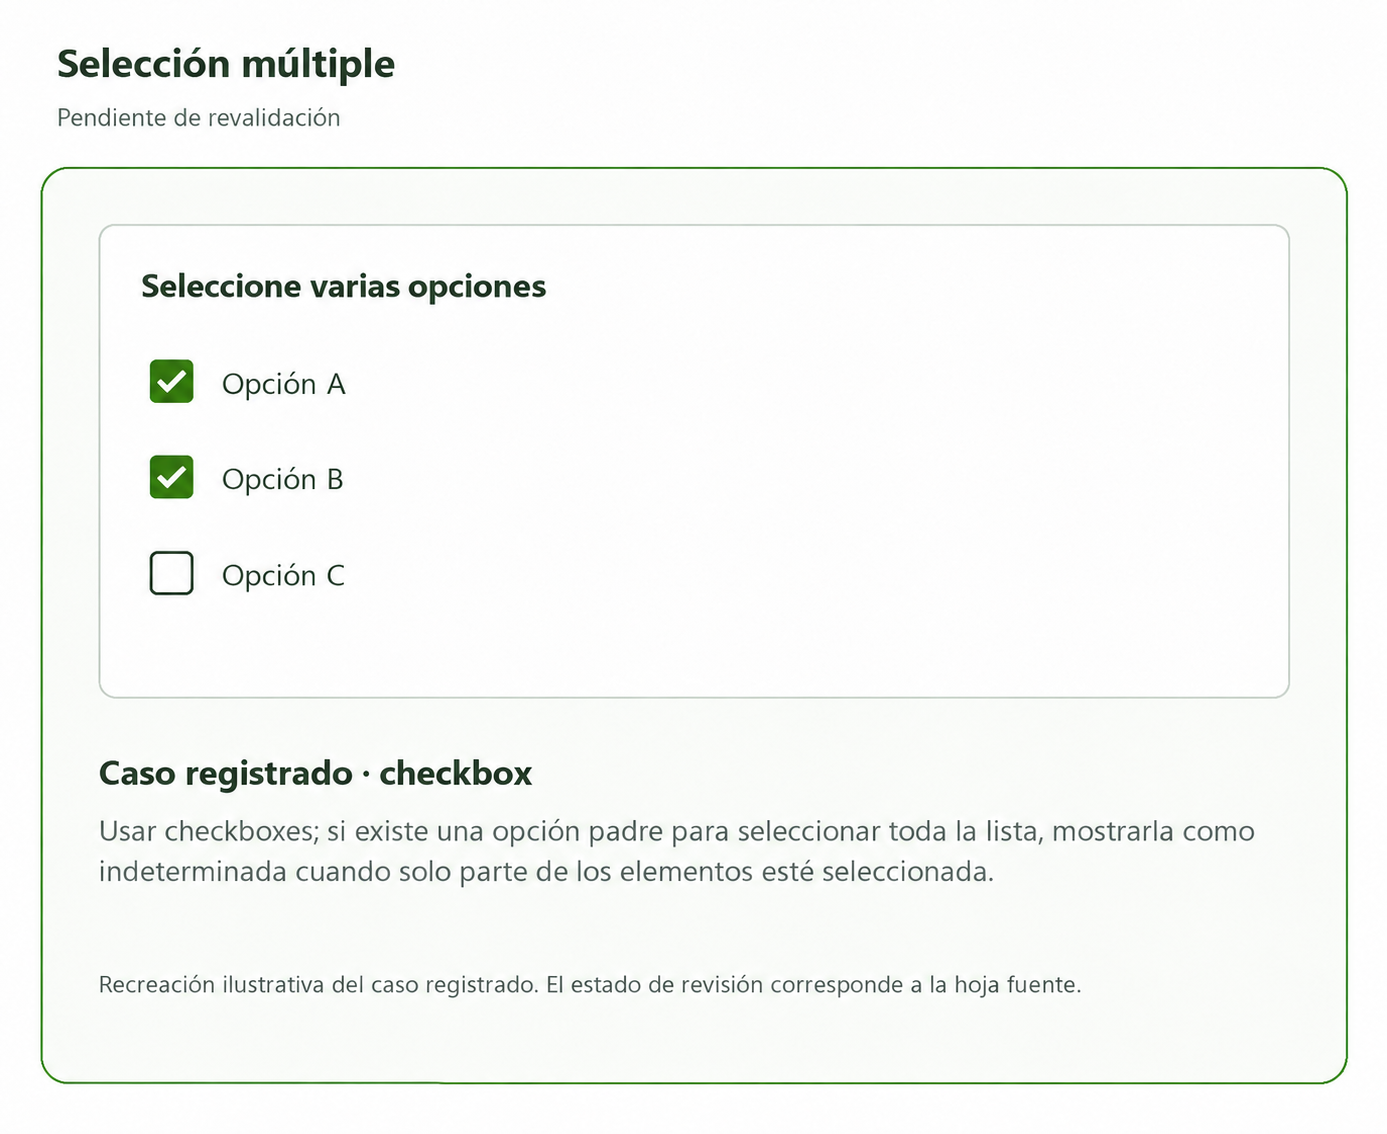 Selección múltiple
Pendiente de revalidación
Seleccione varias opciones
Opción A
Opción B
Opción C
Caso registrado · checkbox
Usar checkboxes; si existe una opción padre para seleccionar toda la lista, mostrarla como
indeterminada cuando solo parte de los elementos esté seleccionada.
Recreación ilustrativa del caso registrado. El estado de revisión corresponde a la hoja fuente.